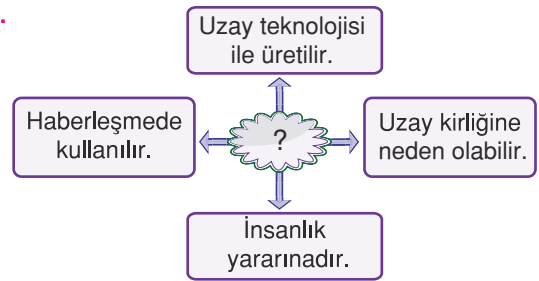 Uzay teknolojisi
ile üretilir.
Haberleşmede
kullanılır.
?
Uzay kirliğine
neden olabilir.
İnsanlık
yararınadır.